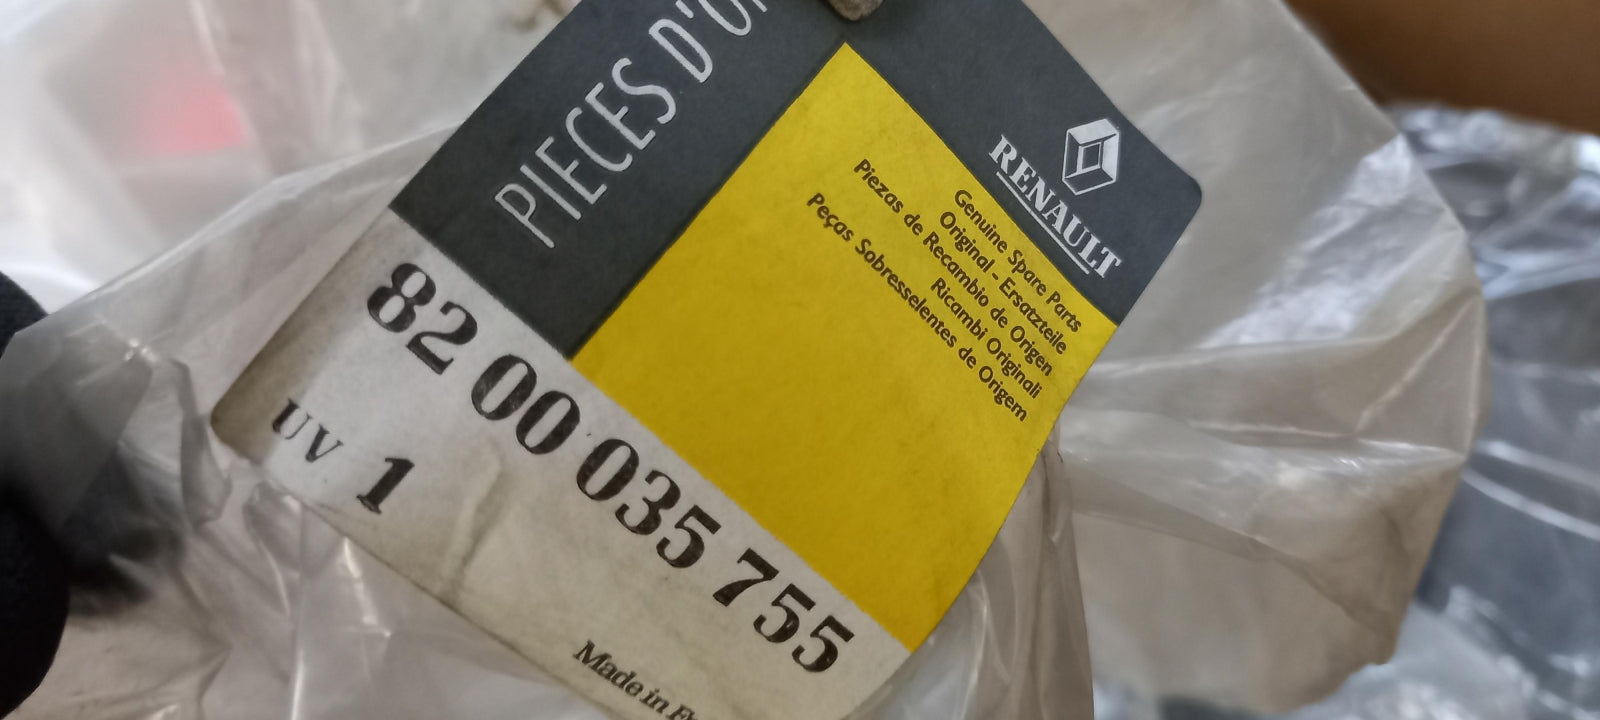 PIECES D'O
RENAULT
Genuine Spare Parts
Original - Ersatzteile
Piezas de Recambio de Origen
Ricambi Originali
Peças Sobresselentes de Origem
82 00 035 755
UV 1
Made in